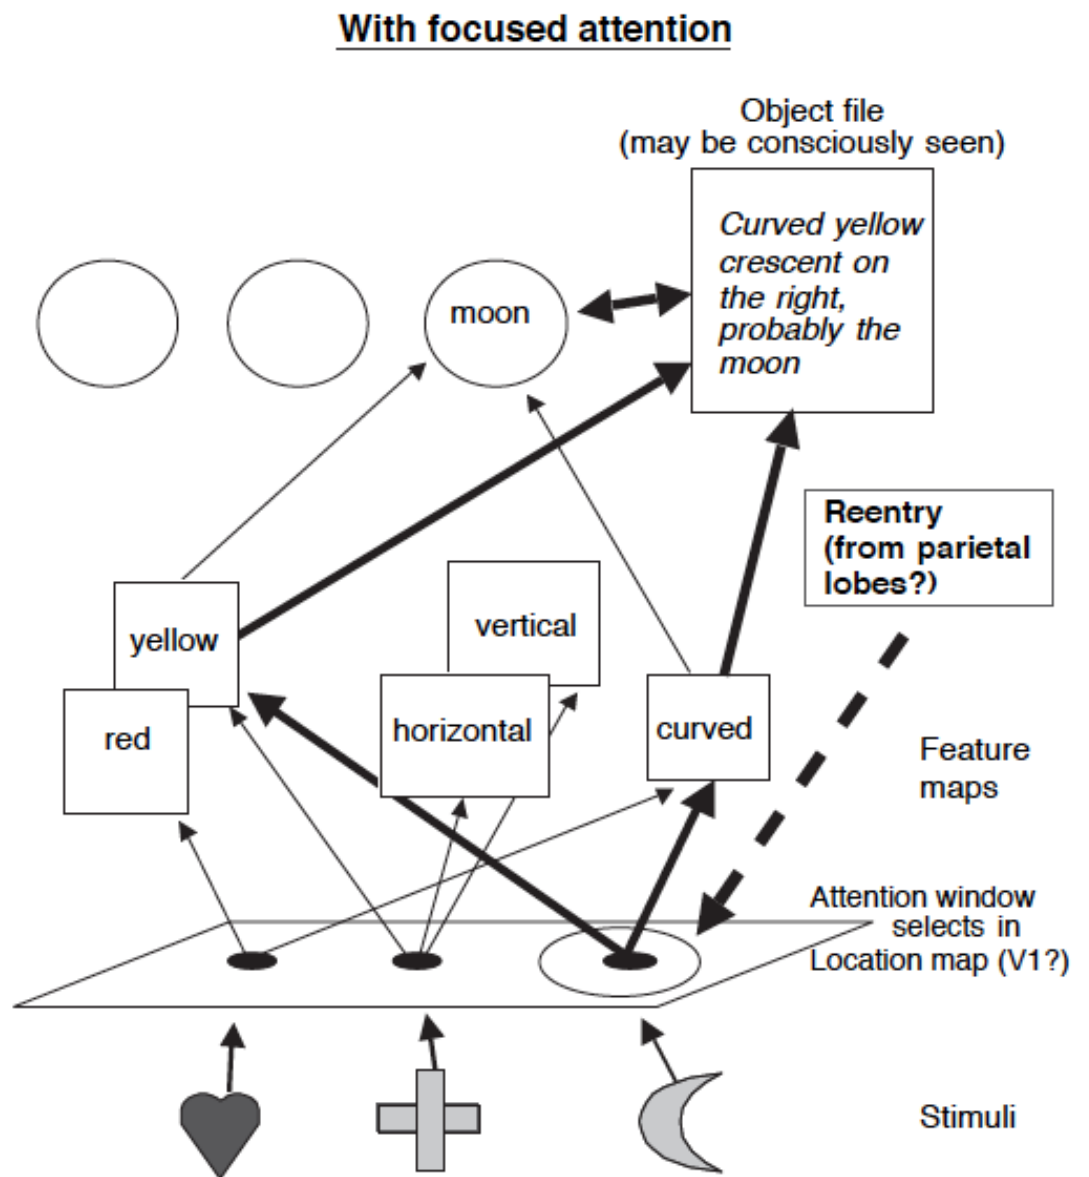 With focused attention
Object file
(may be consciously seen)
Curved yellow
crescent on
the right,
probably the
moon
moon
Reentry
(from parietal
lobes?)
yellow
vertical
red
horizontal
curved
Feature
maps
Attention window
selects in
Location map (V1?)
Stimuli